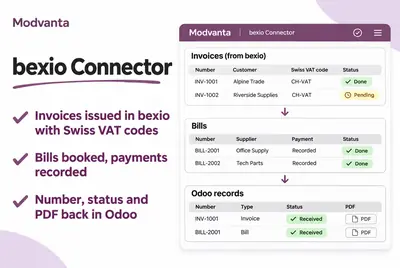 Modvanta
bexio Connector
Invoices issued in bexio
with Swiss VAT codes
Bills booked, payments
recorded
Number, status and
PDF back in Odoo
Modvanta | bexio Connector
Invoices (from bexio)
Number Customer Swiss VAT code Status
INV-1001 Alpine Trade CH-VAT Done
INV-1002 Riverside Supplies CH-VAT Pending
Bills
Number Supplier Payment Status
BILL-2001 Office Supply Recorded Done
BILL-2002 Tech Parts Recorded Done
Odoo records
Number Type Status PDF
INV-1001 Invoice Received PDF
BILL-2001 Bill Received PDF